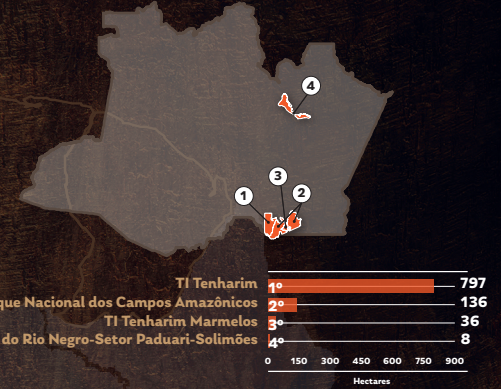 4
3
1
2
TI Tenharim 1º 797
que Nacional dos Campos Amazônicos 2º 136
TI Tenharim Marmelos 3º 36
do Rio Negro-Setor Paduari-Solimões 4º 8
0 150 300 450 600 750 900
Hectares